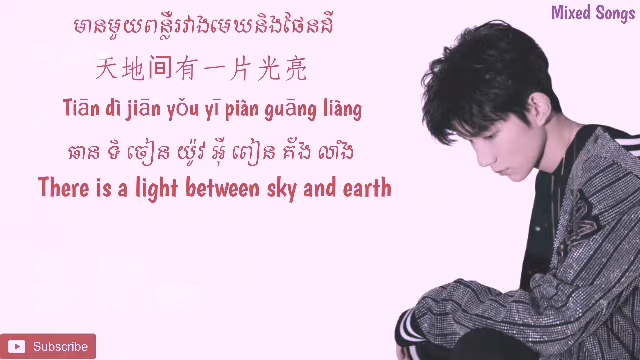 Mixed Songs
មានមួយពន្លឺរវាងមេឃនិងផែនដី
天地间有一片光亮
Tiān dì jiān yǒu yī piàn guāng liàng
ធាន ទិ ចៀន យ៉ូវ អ៊ី ពៀន គ័ង លាំង
There is a light between sky and earth
Subscribe